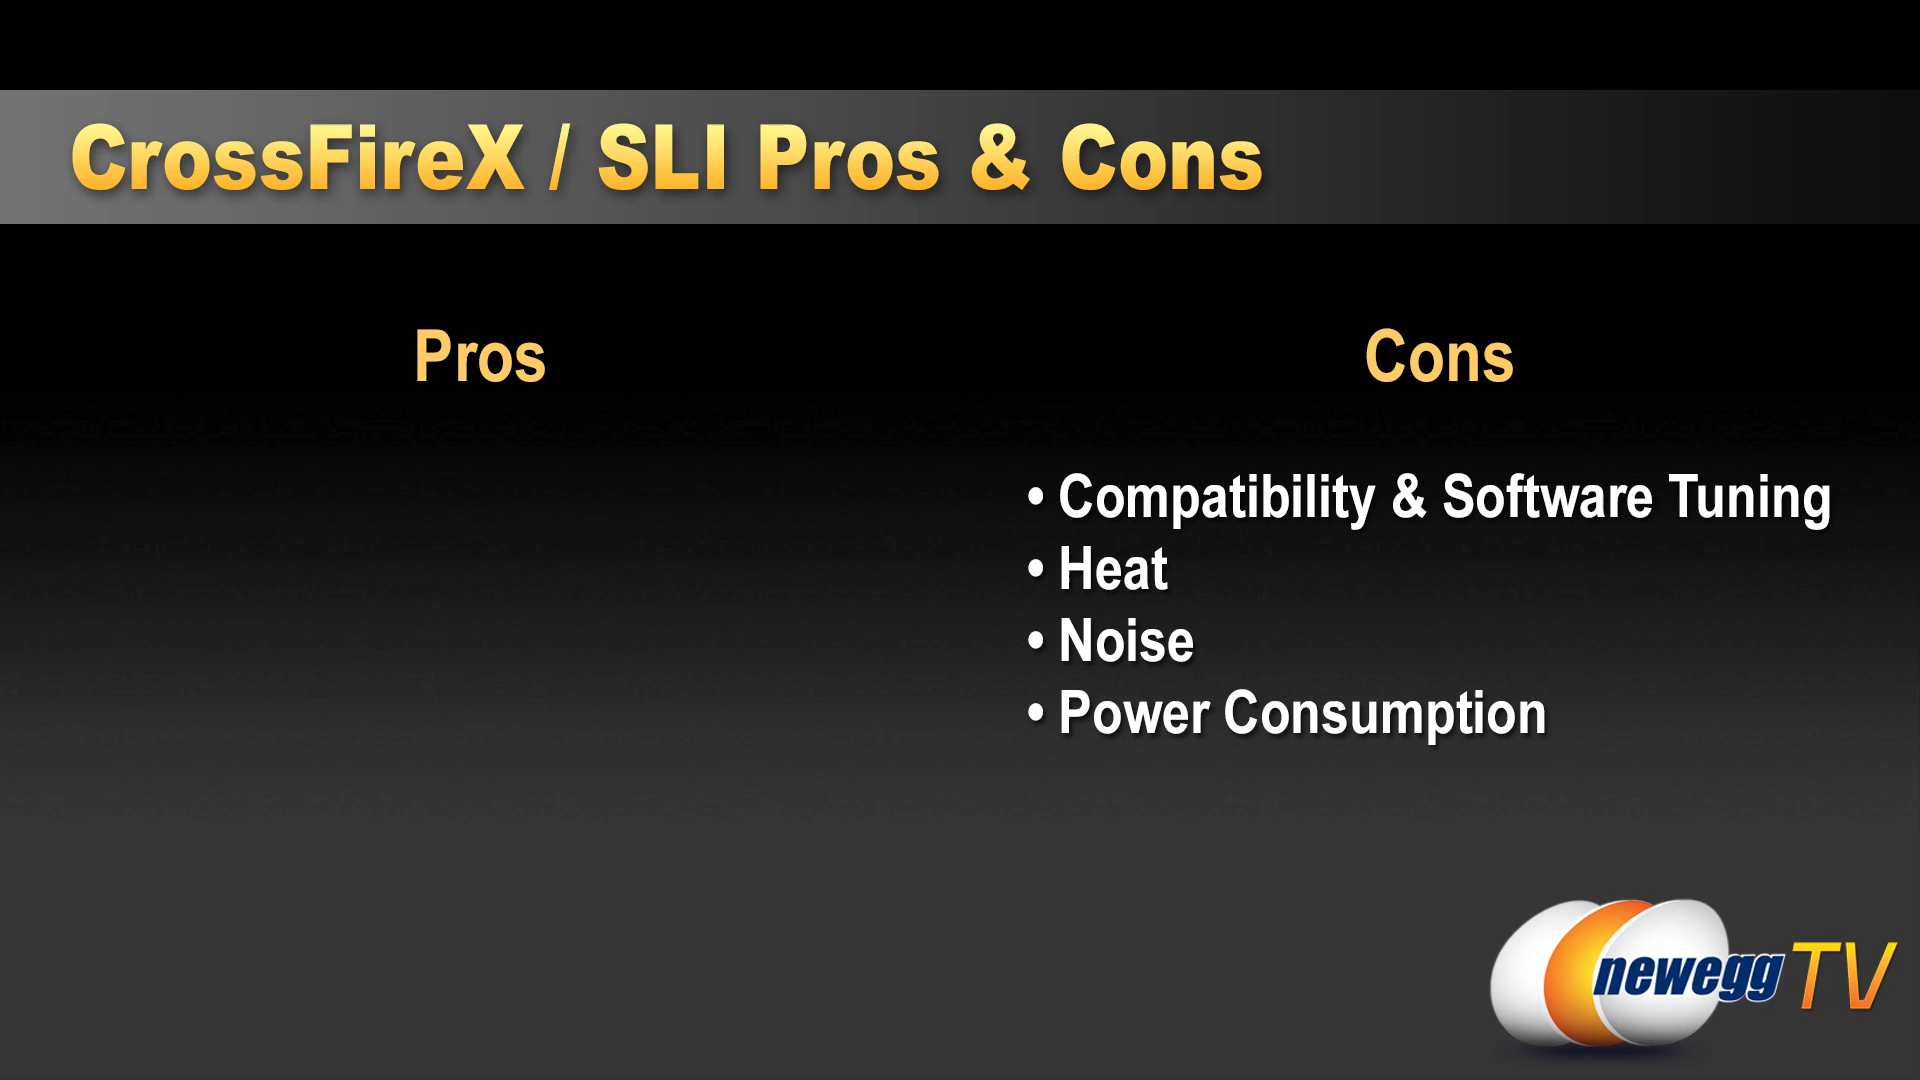 CrossFireX / SLI Pros & Cons
Pros
Cons
• Compatibility & Software Tuning
• Heat
• Noise
• Power Consumption
newegg TV